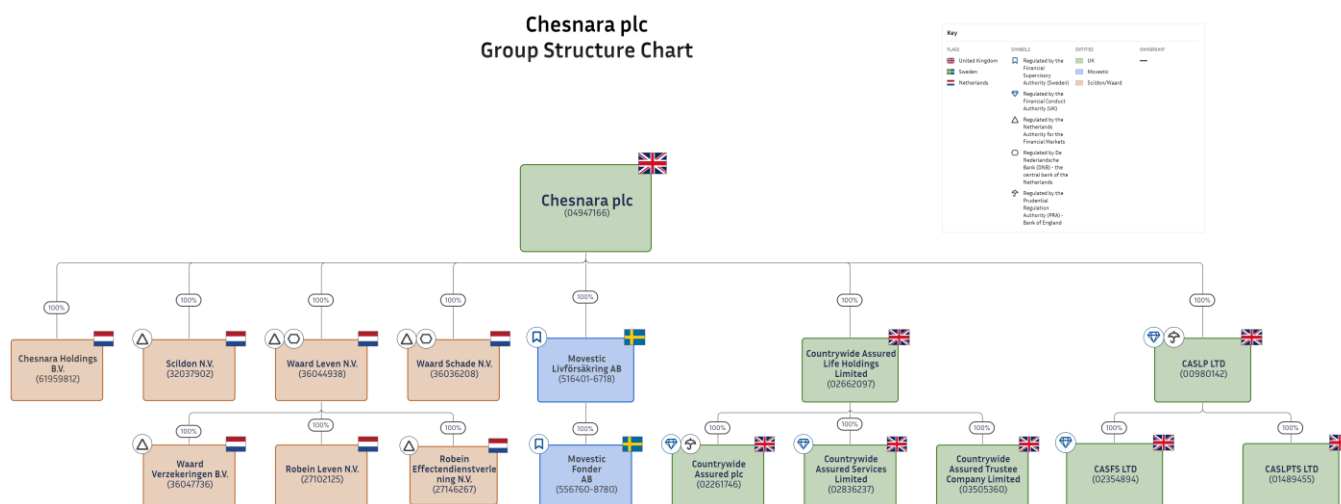 Chesnara plc
Group Structure Chart
Key
FLAGS
United Kingdom
Sweden
Netherlands
SYMBOLS
Regulated by the
Financial
Supervisory
Authority (Sweden)
Regulated by the
Financial Conduct
Authority (UK)
Regulated by the
Netherlands
Authority for the
Financial Markets
Regulated by De
Nederlandsche
Bank (DNB) - the
central bank of the
Netherlands
Regulated by the
Prudential
Regulation
Authority (PRA) -
Bank of England
ENTITIES
UK
Movestic
Scildon/Waard
OWNERSHIP
Chesnara plc
(04947166)
100%
100%
100%
100%
100%
100%
100%
Chesnara Holdings
B.V.
(61959812)
Scildon N.V.
(32037902)
Waard Leven N.V.
(36044938)
Waard Schade N.V.
(36036208)
Movestic
Livförsäkring AB
(516401-6718)
Countrywide Assured
Life Holdings
Limited
(02662097)
CASLP LTD
(00980142)
100%
100%
100%
100%
100%
100%
100%
100%
100%
Waard
Verzekeringen B.V.
(36047736)
Robein Leven N.V.
(27102125)
Robein
Effectendienstverle
ning N.V.
(27146267)
Movestic
Fonder
AB
(556760-8780)
Countrywide
Assured plc
(02261746)
Countrywide
Assured Services
Limited
(02836237)
Countrywide
Assured Trustee
Company Limited
(03505360)
CASFS LTD
(02354894)
CASLPTS LTD
(01489455)